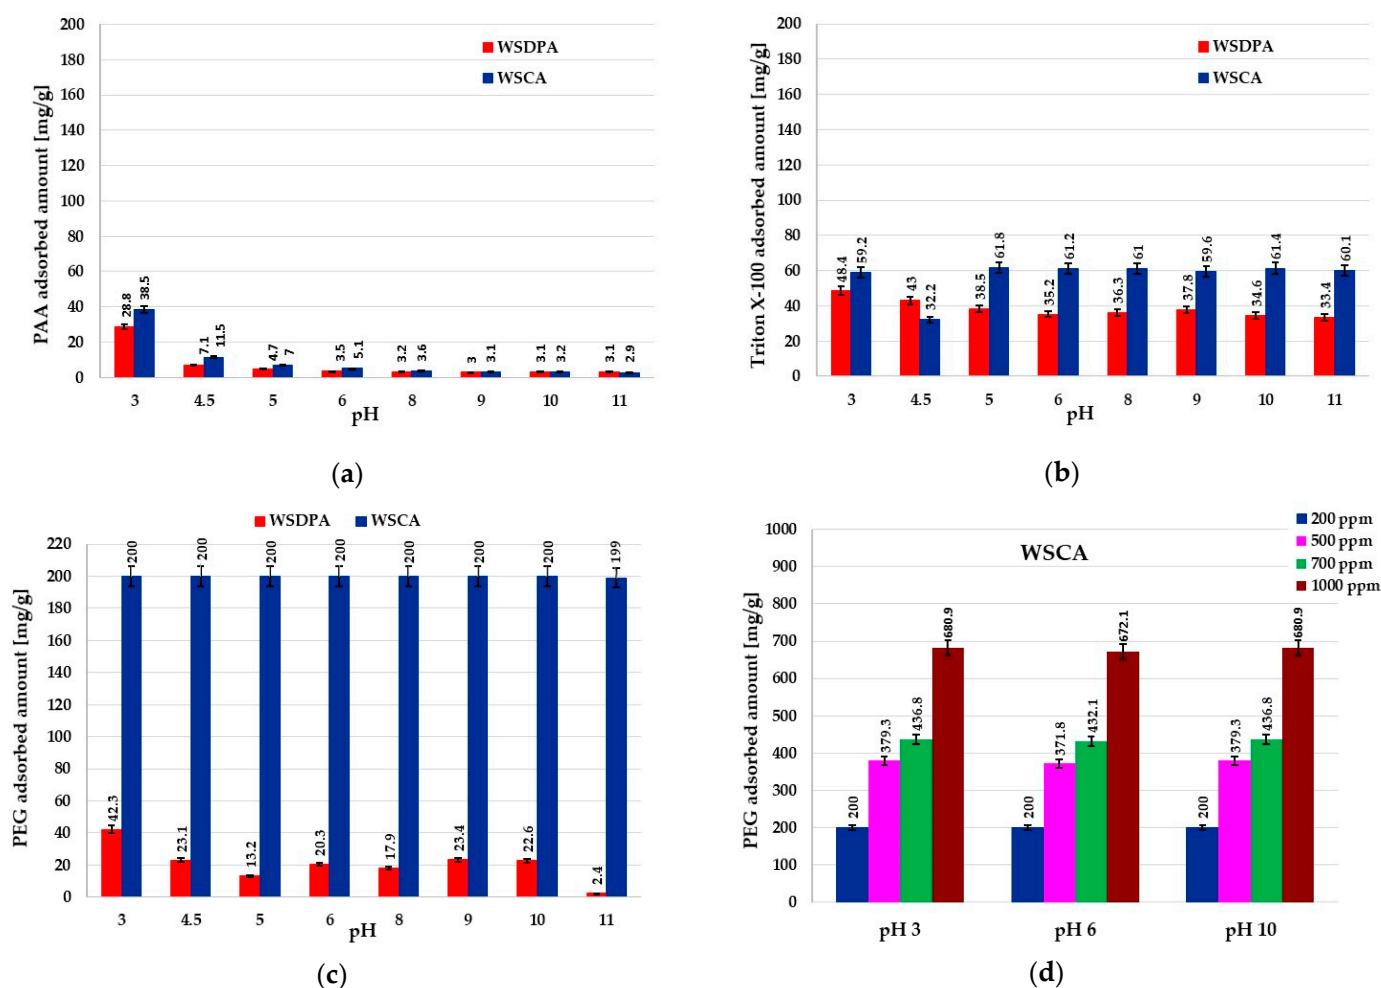 PAA adsorbed amount [mg/g]
200
180
160
140
120
100
80
60
40
20
0
WSDPA
WSCA
28.8 38.5 7.1 11.5 4.7 7 3.5 5.1 3.2 3.6 3 3.1 3.1 3.2 3.1 2.9
3 4.5 5 6 8 9 10 11
pH
(a)
Triton X-100 adsorbed amount [mg/g]
200
180
160
140
120
100
80
60
40
20
0
WSDPA
WSCA
48.4 59.2 43 32.2 38.5 61.8 35.2 61.2 36.3 61 37.8 59.6 34.6 61.4 33.4 60.1
3 4.5 5 6 8 9 10 11
pH
(b)
WSDPA WSCA
PEG adsorbed amount [mg/g]
220
200
180
160
140
120
100
80
60
40
20
0
42.3 200 23.1 200 13.2 200 20.3 200 17.9 200 23.4 200 22.6 200 2.4 199
3 4.5 5 6 8 9 10 11
pH
(c)
200 ppm
500 ppm
700 ppm
1000 ppm
WSCA
PEG adsorbed amount [mg/g]
1000
900
800
700
600
500
400
300
200
100
0
200 379.3 436.8 680.9 200 371.8 432.1 672.1 200 379.3 436.8 680.9
pH 3 pH 6 pH 10
(d)